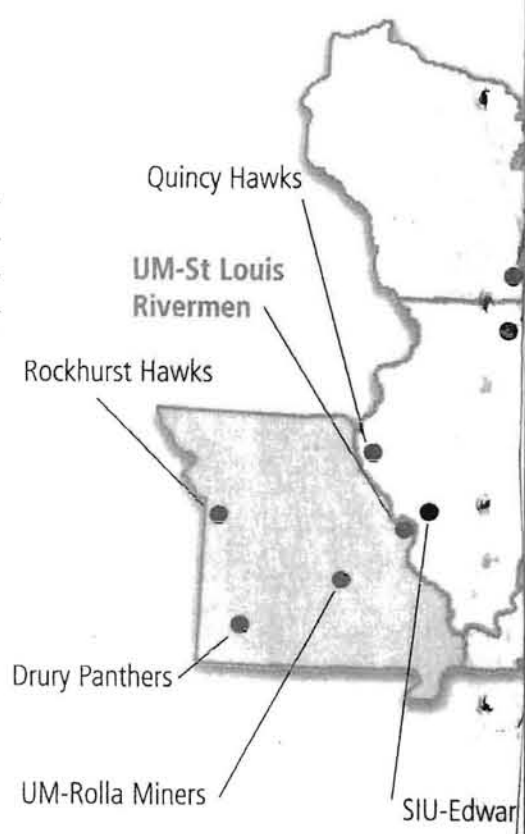 Quincy Hawks
UM-St Louis
Rivermen
Rockhurst Hawks
Drury Panthers
UM-Rolla Miners
SIU-Edwar